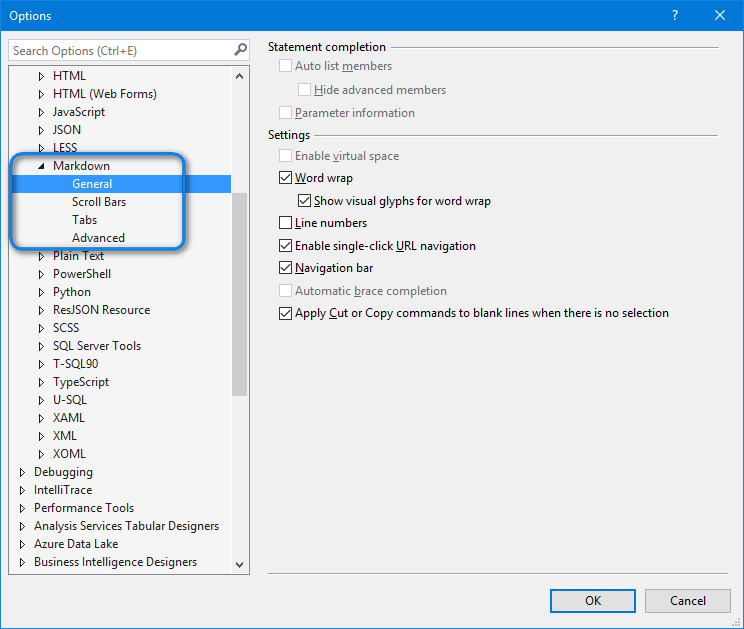 Options
Search Options (Ctrl+E)
HTML
HTML (Web Forms)
JavaScript
JSON
LESS
Markdown
General
Scroll Bars
Tabs
Advanced
Plain Text
PowerShell
Python
ResJSON Resource
SCSS
SQL Server Tools
T-SQL90
TypeScript
U-SQL
XAML
XML
XOML
Debugging
IntelliTrace
Performance Tools
Analysis Services Tabular Designers
Azure Data Lake
Business Intelligence Designers
Statement completion
Auto list members
Hide advanced members
Parameter information
Settings
Enable virtual space
Word wrap
Show visual glyphs for word wrap
Line numbers
Enable single-click URL navigation
Navigation bar
Automatic brace completion
Apply Cut or Copy commands to blank lines when there is no selection
OK
Cancel